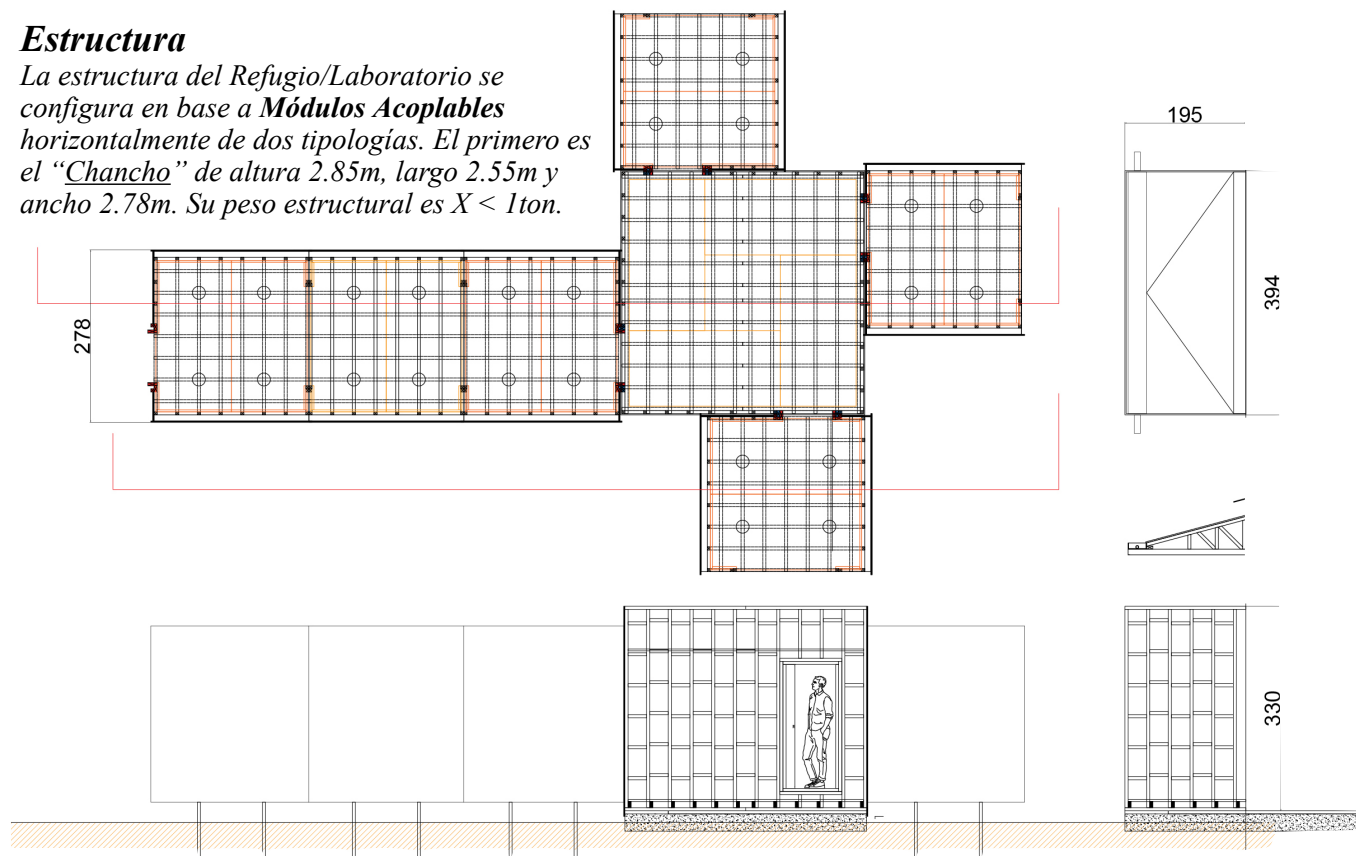 Estructura
La estructura del Refugio/Laboratorio se
configura en base a Módulos Acoplables
horizontalmente de dos tipologías. El primero es
el “Chancho” de altura 2.85m, largo 2.55m y
ancho 2.78m. Su peso estructural es X < 1ton.
195
278
394
330